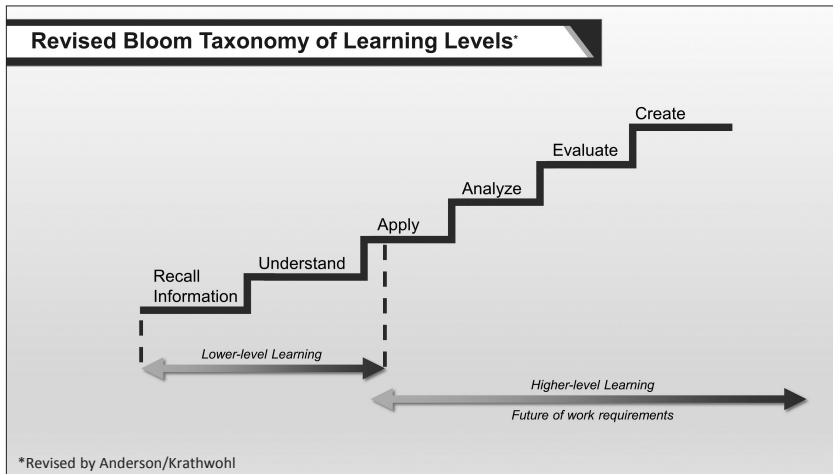 Revised Bloom Taxonomy of Learning Levels*
Create
Evaluate
Analyze
Apply
Understand
Recall
Information
Lower-level Learning
Higher-level Learning
Future of work requirements
*Revised by Anderson/Krathwohl